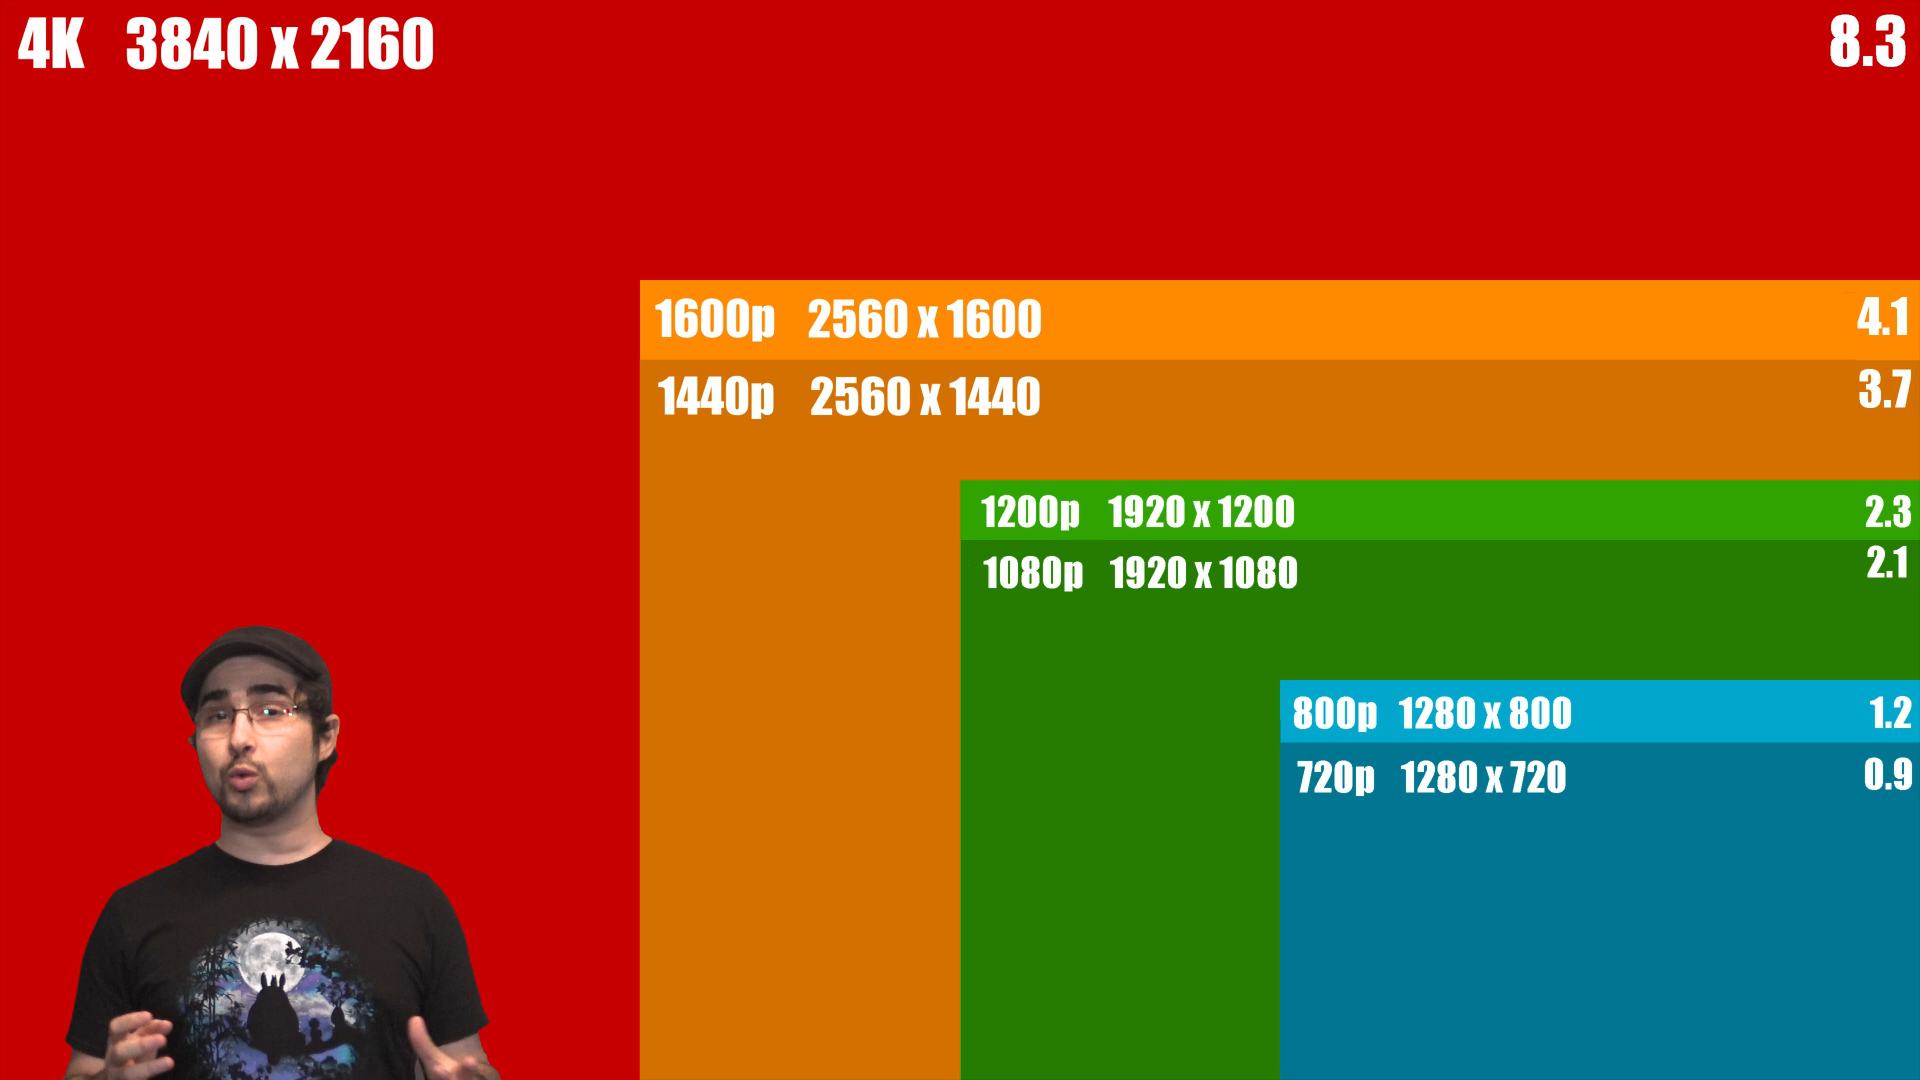 4K 3840 x 2160 8.3
1600p 2560 x 1600 4.1
1440p 2560 x 1440 3.7
1200p 1920 x 1200 2.3
1080p 1920 x 1080 2.1
800p 1280 x 800 1.2
720p 1280 x 720 0.9